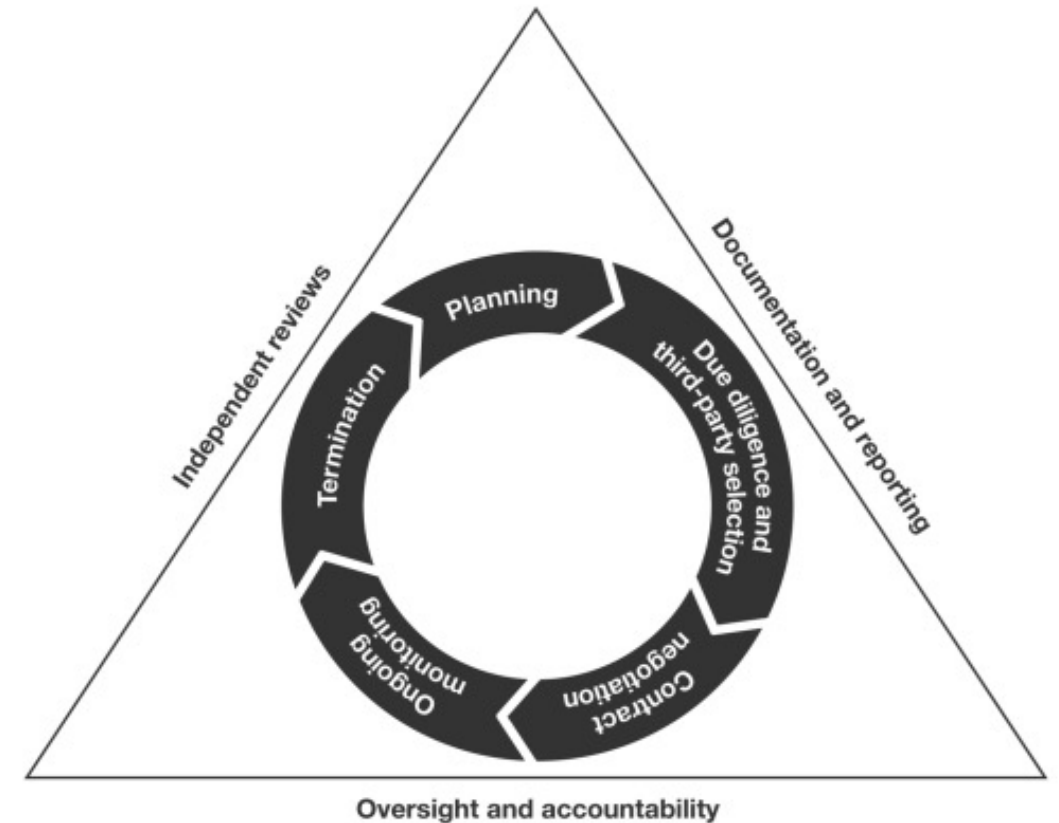 Independent reviews
Documentation and reporting
Planning
Due diligence and
third-party selection
Contract
negotiation
Ongoing
monitoring
Termination
Oversight and accountability